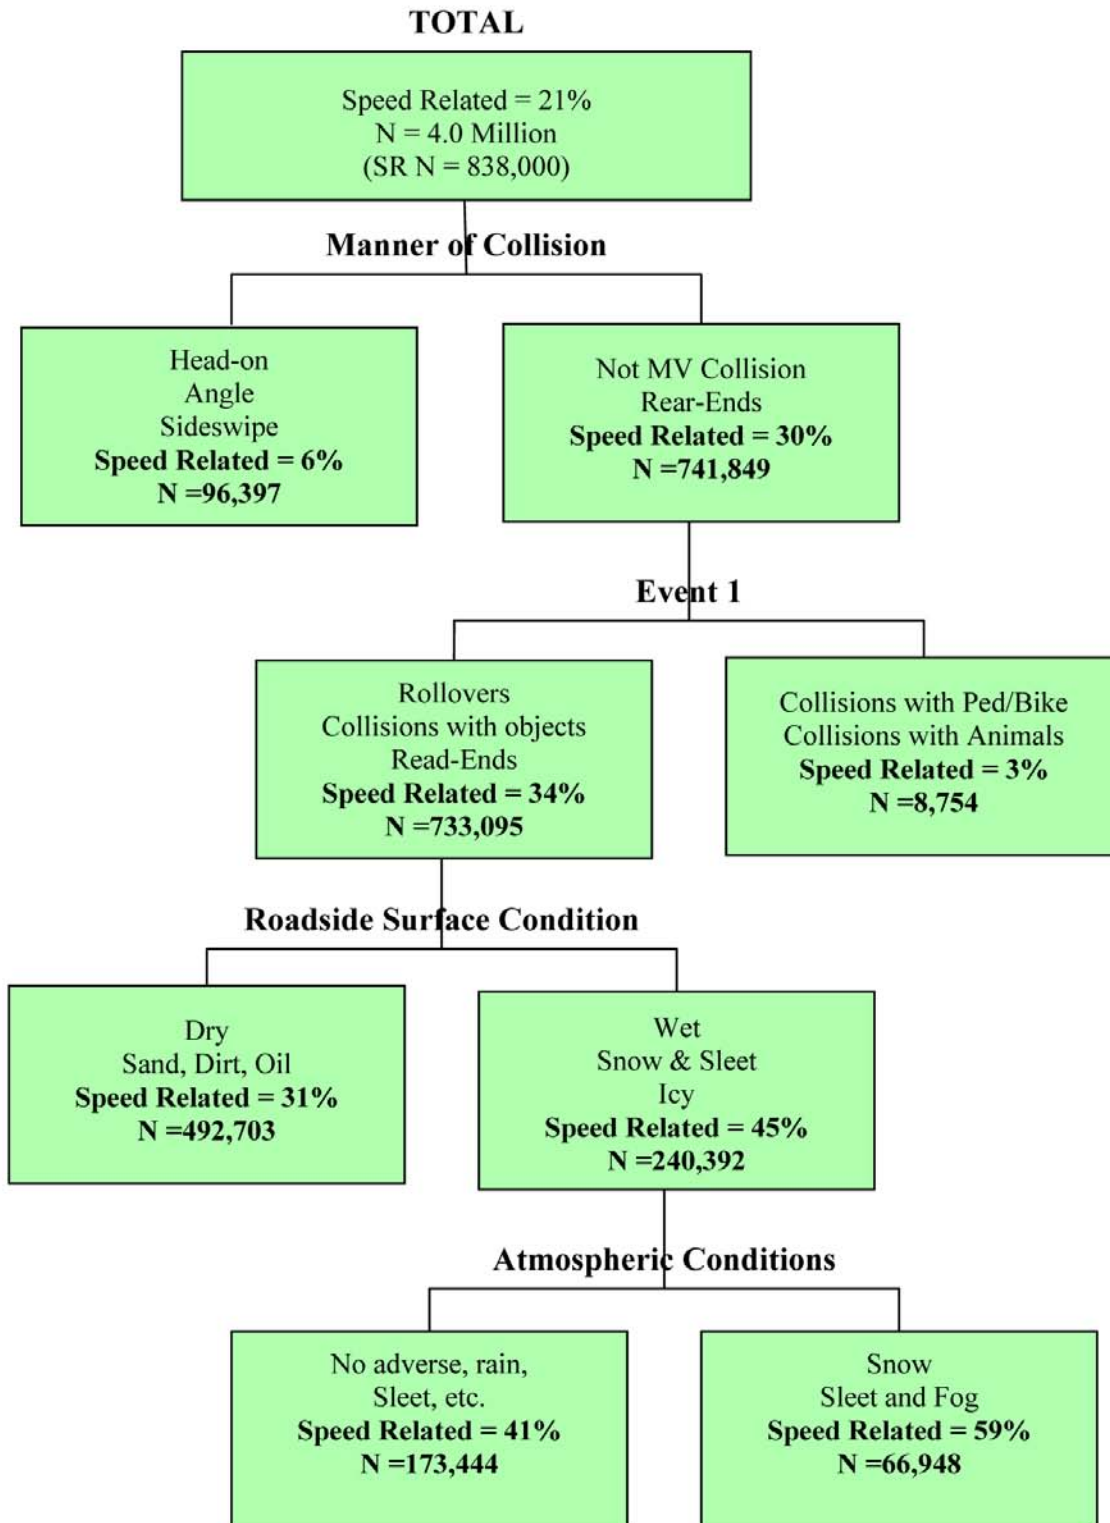 TOTAL
Speed Related = 21%
N = 4.0 Million
(SR N = 838,000)
Manner of Collision
Head-on
Angle
Sideswipe
Speed Related = 6%
N =96,397
Not MV Collision
Rear-Ends
Speed Related = 30%
N =741,849
Event 1
Rollovers
Collisions with objects
Read-Ends
Speed Related = 34%
N =733,095
Collisions with Ped/Bike
Collisions with Animals
Speed Related = 3%
N =8,754
Roadside Surface Condition
Dry
Sand, Dirt, Oil
Speed Related = 31%
N =492,703
Wet
Snow & Sleet
Icy
Speed Related = 45%
N =240,392
Atmospheric Conditions
No adverse, rain,
Sleet, etc.
Speed Related = 41%
N =173,444
Snow
Sleet and Fog
Speed Related = 59%
N =66,948